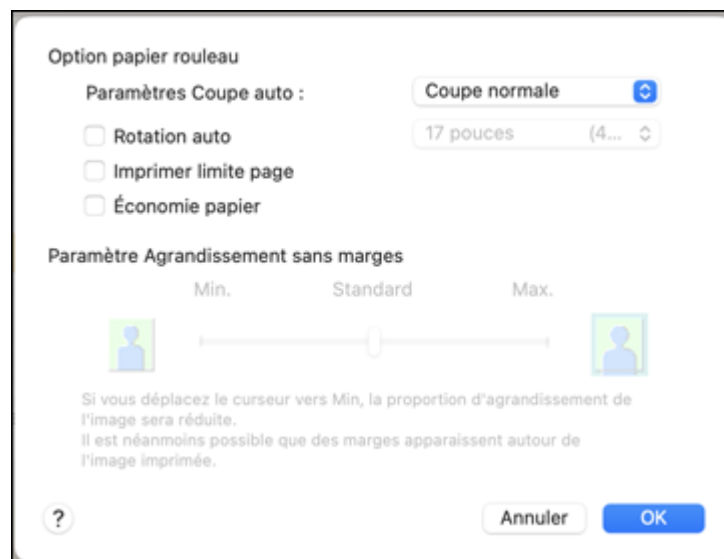 Option papier rouleau
Paramètres Coupe auto : Coupe normale
Rotation auto 17 pouces (4...
Imprimer limite page
Économie papier
Paramètre Agrandissement sans marges
Min. Standard Max.
Si vous déplacez le curseur vers Min, la proportion d'agrandissement de
l'image sera réduite.
Il est néanmoins possible que des marges apparaissent autour de
l'image imprimée.
? Annuler OK